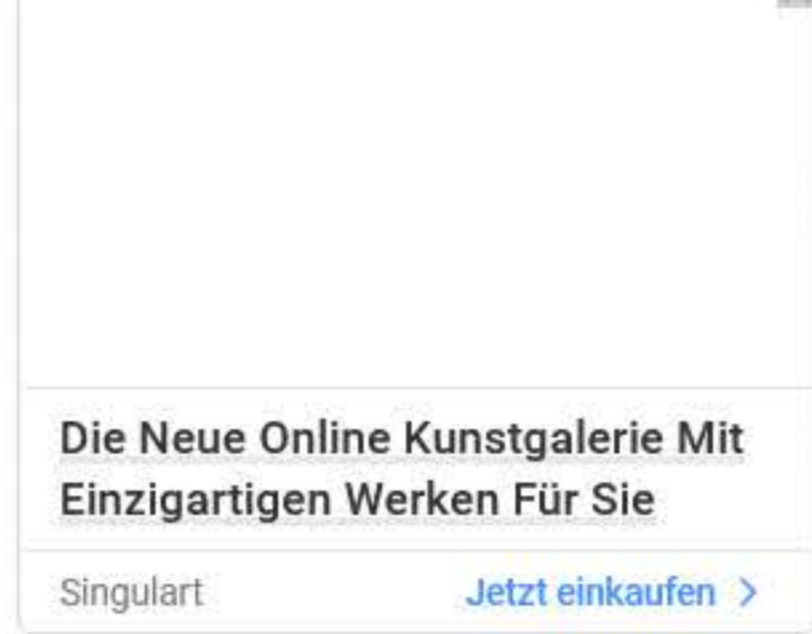 Die Neue Online Kunstgalerie Mit
Einzigartigen Werken Für Sie
Singulart
Jetzt einkaufen